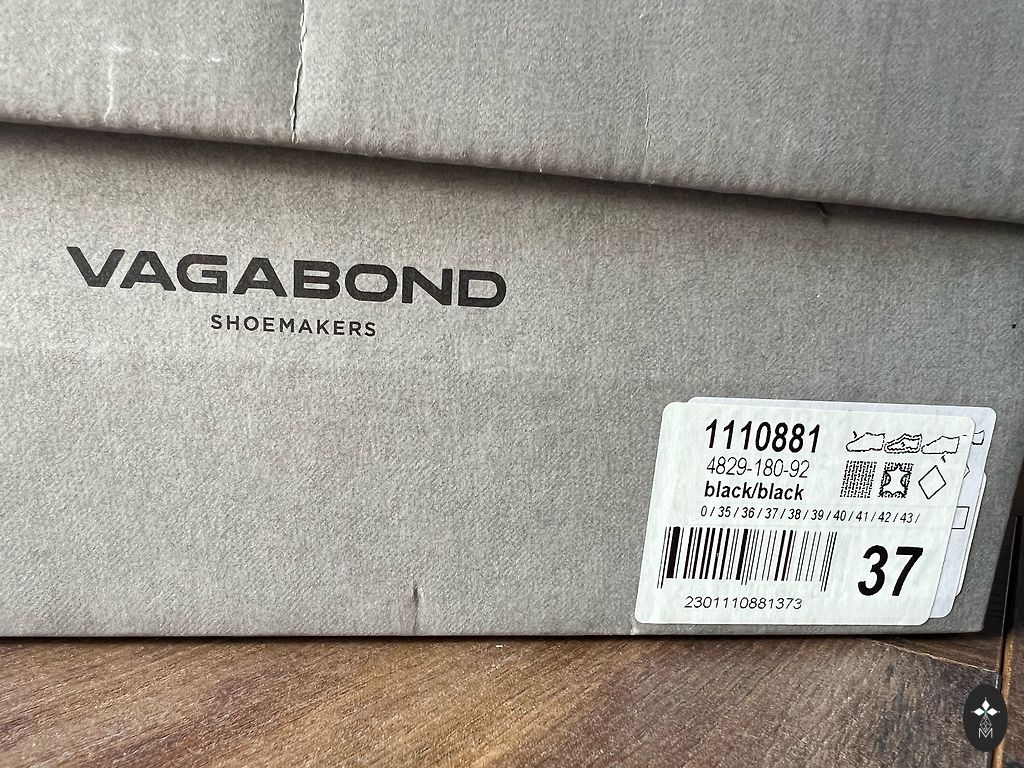 VAGABOND
SHOEMAKERS
1110881
4829-180-92
black/black
0 / 35 / 36 / 37 / 38 / 39 / 40 / 41 / 42 / 43 /
37
2301110881373
M